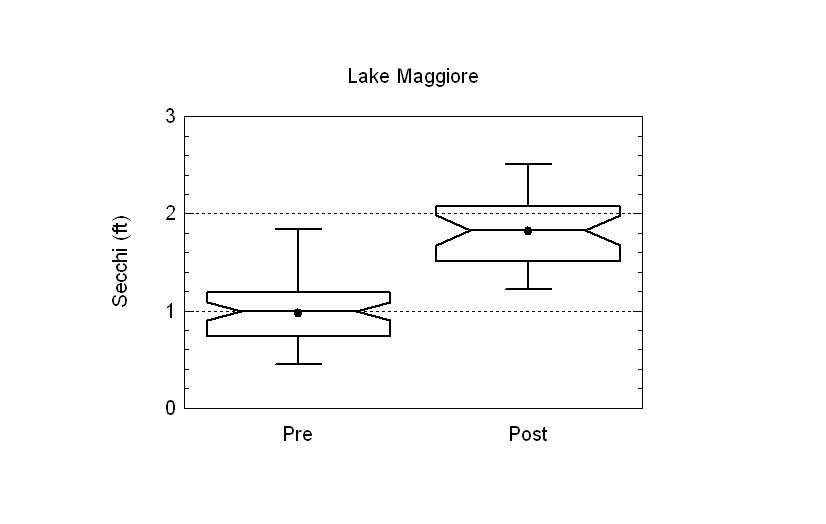 Lake Maggiore
3
2
1
0
Secchi (ft)
Pre
Post